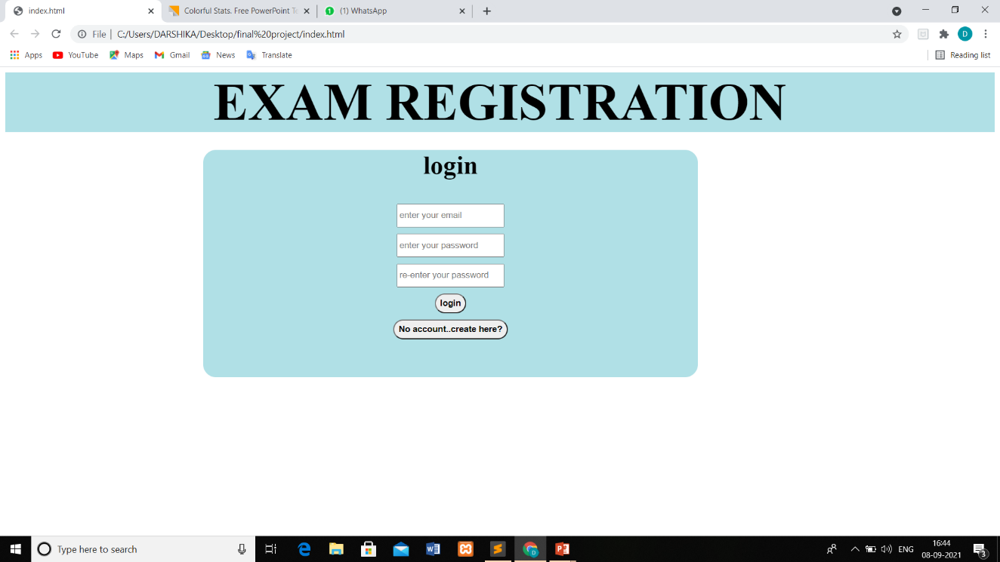 index.html
Colorful Stats. Free PowerPoint Te
1
(1) WhatsApp
File
C:/Users/DARSHIKA/Desktop/final%20project/index.html
D
Apps
YouTube
Maps
Gmail
News
Translate
Reading list
EXAM REGISTRATION
login
enter your email
enter your password
re-enter your password
login
No account..create here?
Type here to search
ENG
16:44
08-09-2021
3